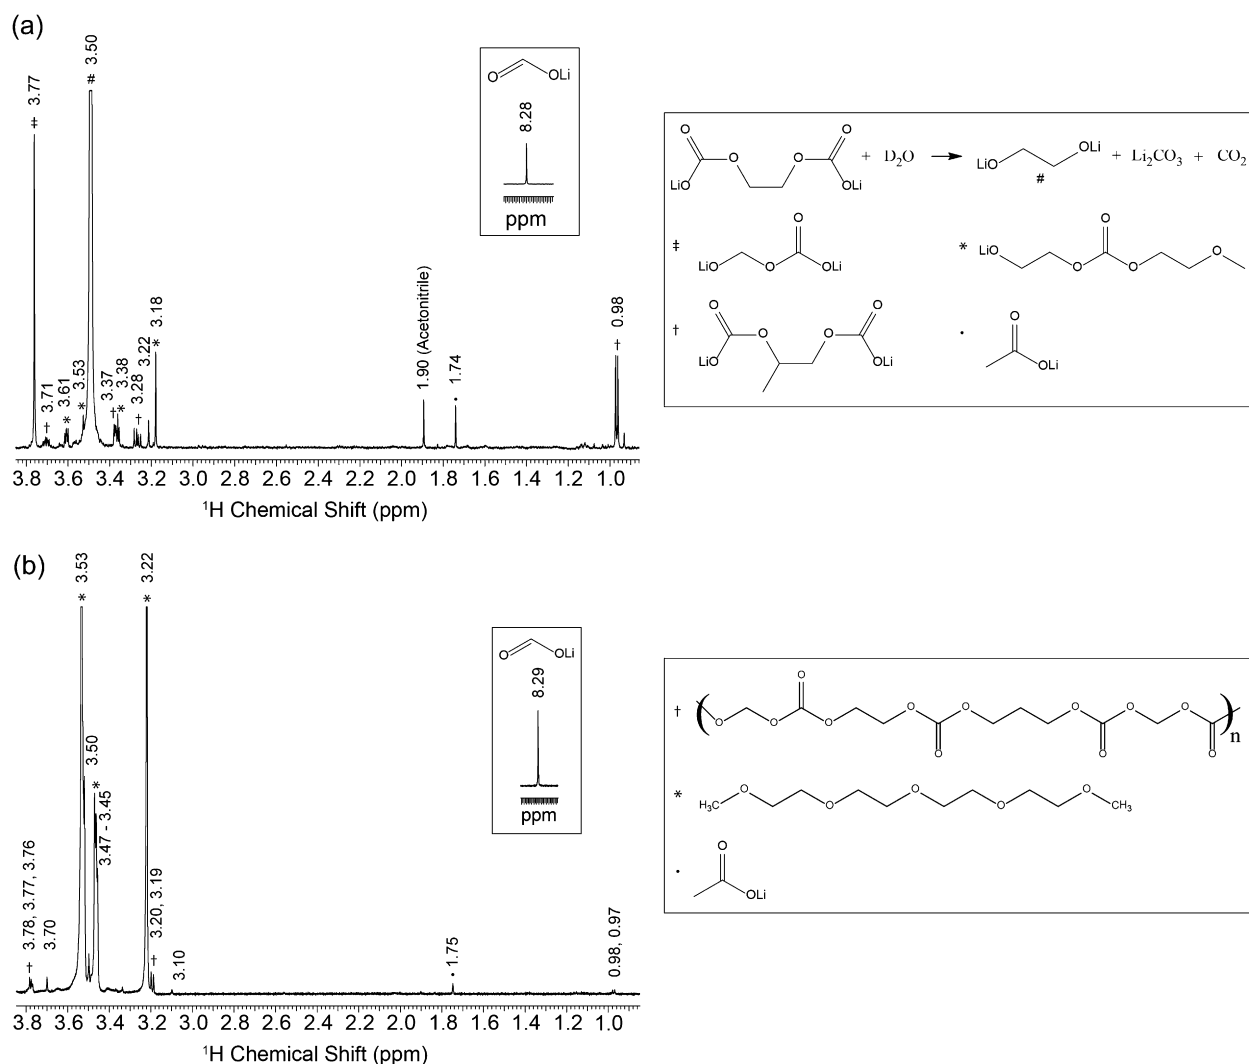 (a)
‡ 3.77
# 3.50
† 3.71
* 3.61
* 3.53
† 3.37
* 3.38
† 3.28
3.22
* 3.18
1.90 (Acetonitrile)
• 1.74
† 0.98
O OLi
8.28
ppm
3.8 3.6 3.4 3.2 3.0 2.8 2.6 2.4 2.2 2.0 1.8 1.6 1.4 1.2 1.0
¹H Chemical Shift (ppm)
O O
O O + D₂O LiO OLi + Li₂CO₃ + CO₂
LiO OLi #
‡ O * O
LiO O OLi LiO O O O
† O O • O
O O
LiO OLi OLi
(b)
* 3.53
* 3.22
† 3.78, 3.77, 3.76
3.70
3.50
* 3.47 - 3.45
† 3.20, 3.19
3.10
• 1.75
0.98, 0.97
O OLi
8.29
ppm
3.8 3.6 3.4 3.2 3.0 2.8 2.6 2.4 2.2 2.0 1.8 1.6 1.4 1.2 1.0
¹H Chemical Shift (ppm)
† ( O O O O O O O O O O O O O ) n
* H₃C O O O O O CH₃
• O
OLi